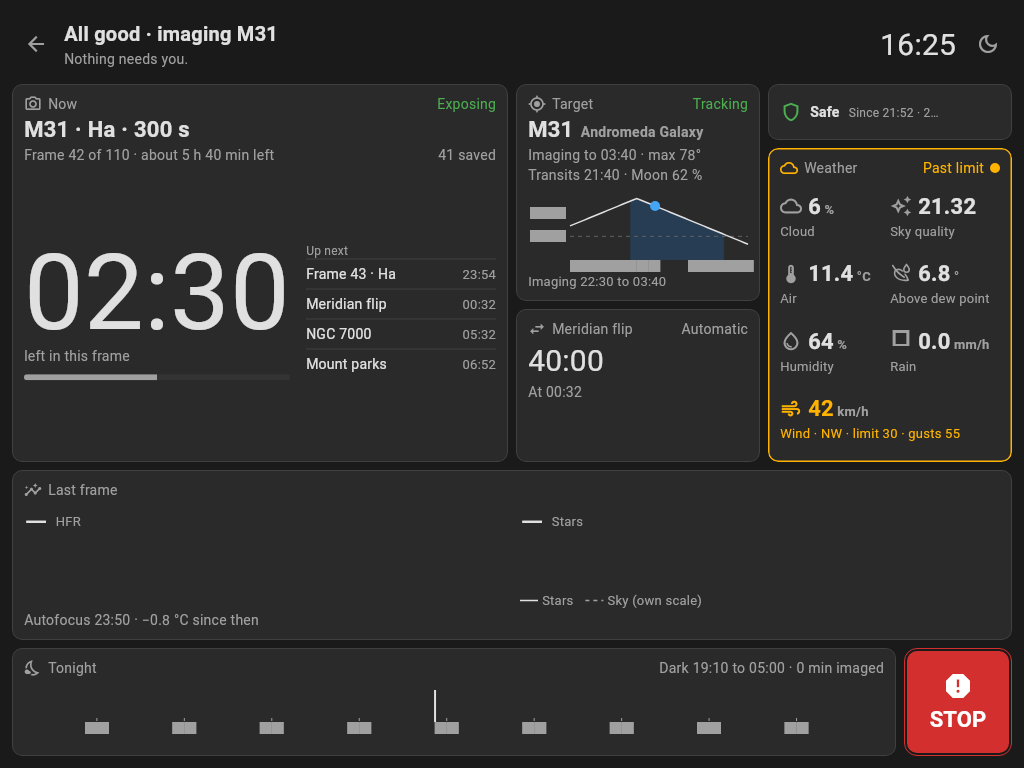 All good · imaging M31
Nothing needs you.
16:25
Now
Exposing
M31 · Ha · 300 s
Frame 42 of 110 · about 5 h 40 min left
41 saved
02:30
left in this frame
Up next
Frame 43 · Ha 23:54
Meridian flip 00:32
NGC 7000 05:32
Mount parks 06:52
Target
Tracking
M31 Andromeda Galaxy
Imaging to 03:40 · max 78°
Transits 21:40 · Moon 62 %
Imaging 22:30 to 03:40
Meridian flip
Automatic
40:00
At 00:32
Safe Since 21:52 · 2…
Weather
Past limit
6 %
Cloud
21.32
Sky quality
11.4 °C
Air
6.8 °
Above dew point
64 %
Humidity
0.0 mm/h
Rain
42 km/h
Wind · NW · limit 30 · gusts 55
Last frame
HFR
Stars
Stars
Sky (own scale)
Autofocus 23:50 · −0.8 °C since then
Tonight
Dark 19:10 to 05:00 · 0 min imaged
STOP